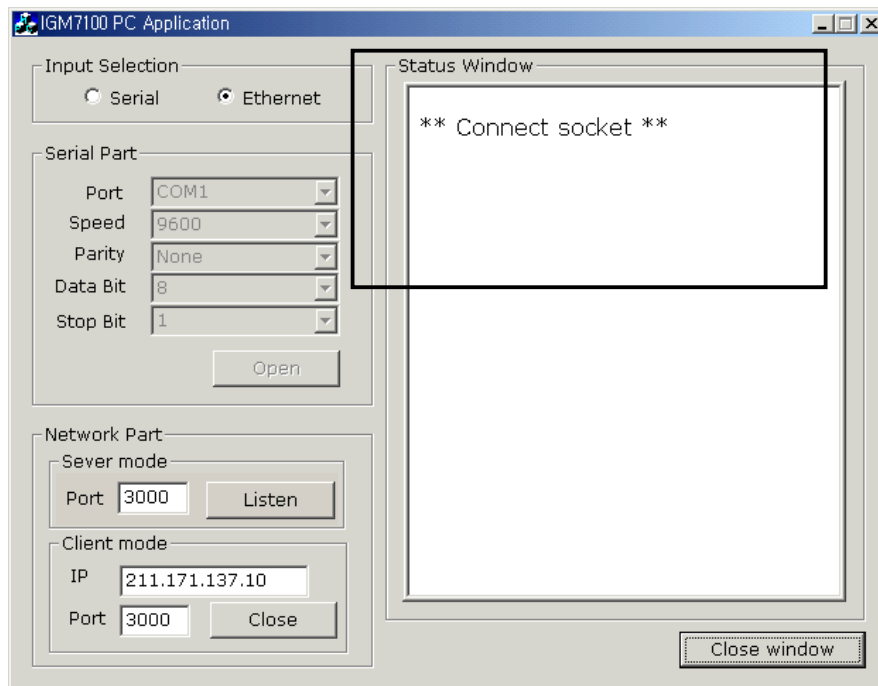 IGM7100 PC Application
Input Selection
Serial
Ethernet
Serial Part
Port COM1
Speed 9600
Parity None
Data Bit 8
Stop Bit 1
Open
Network Part
Sever mode
Port 3000 Listen
Client mode
IP 211.171.137.10
Port 3000 Close
Status Window
** Connect socket **
Close window